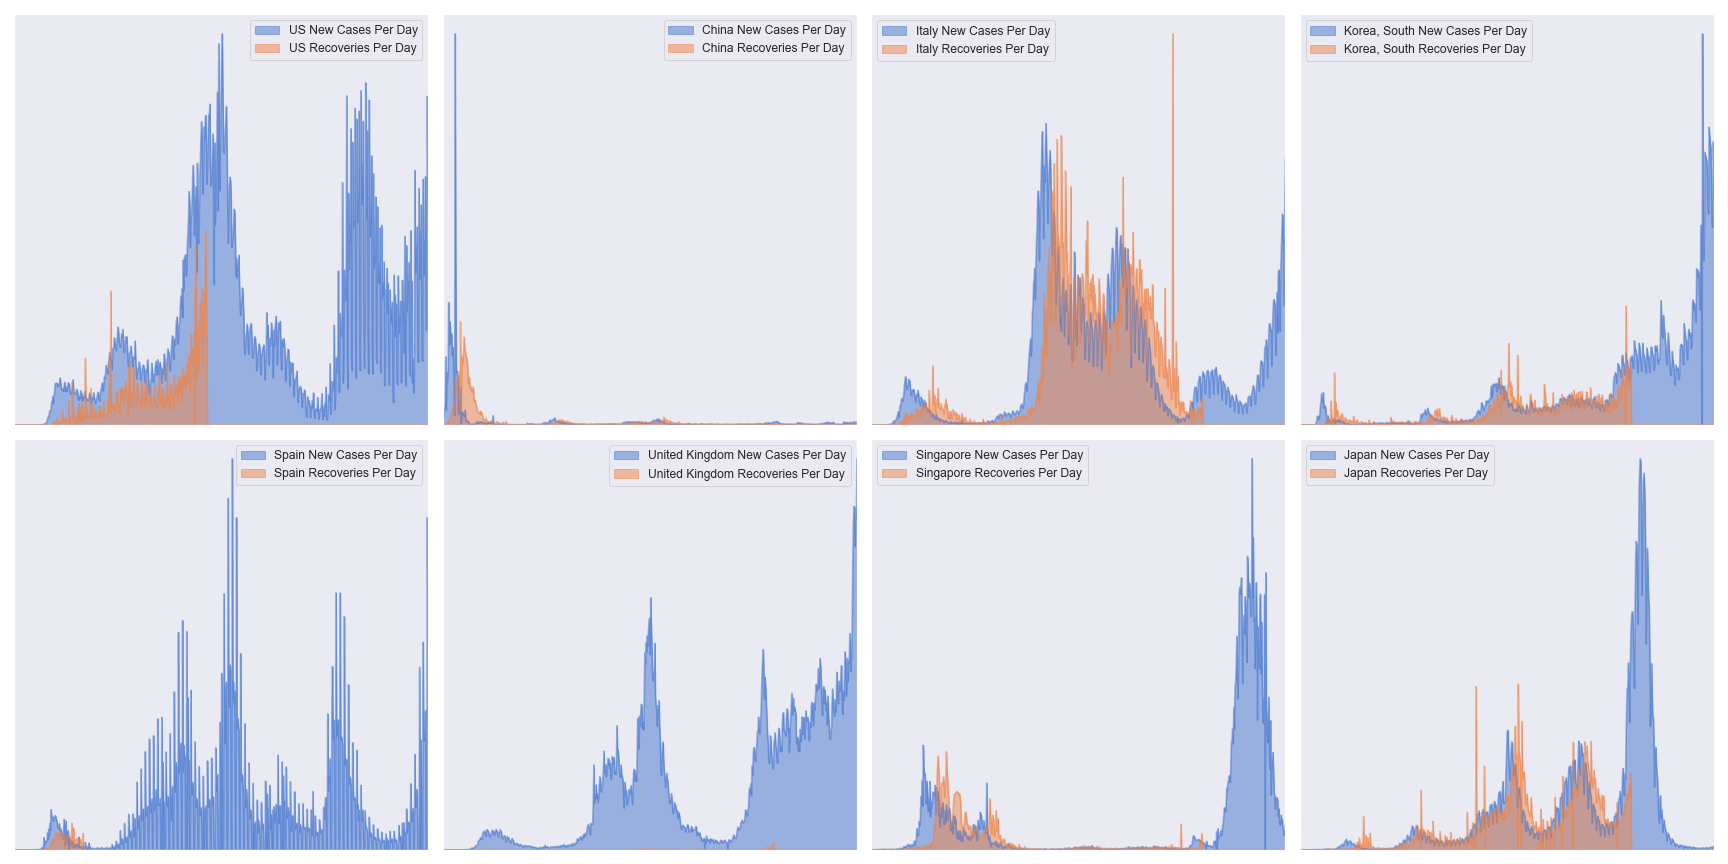 US New Cases Per Day
US Recoveries Per Day
China New Cases Per Day
China Recoveries Per Day
Italy New Cases Per Day
Italy Recoveries Per Day
Korea, South New Cases Per Day
Korea, South Recoveries Per Day
Spain New Cases Per Day
Spain Recoveries Per Day
United Kingdom New Cases Per Day
United Kingdom Recoveries Per Day
Singapore New Cases Per Day
Singapore Recoveries Per Day
Japan New Cases Per Day
Japan Recoveries Per Day